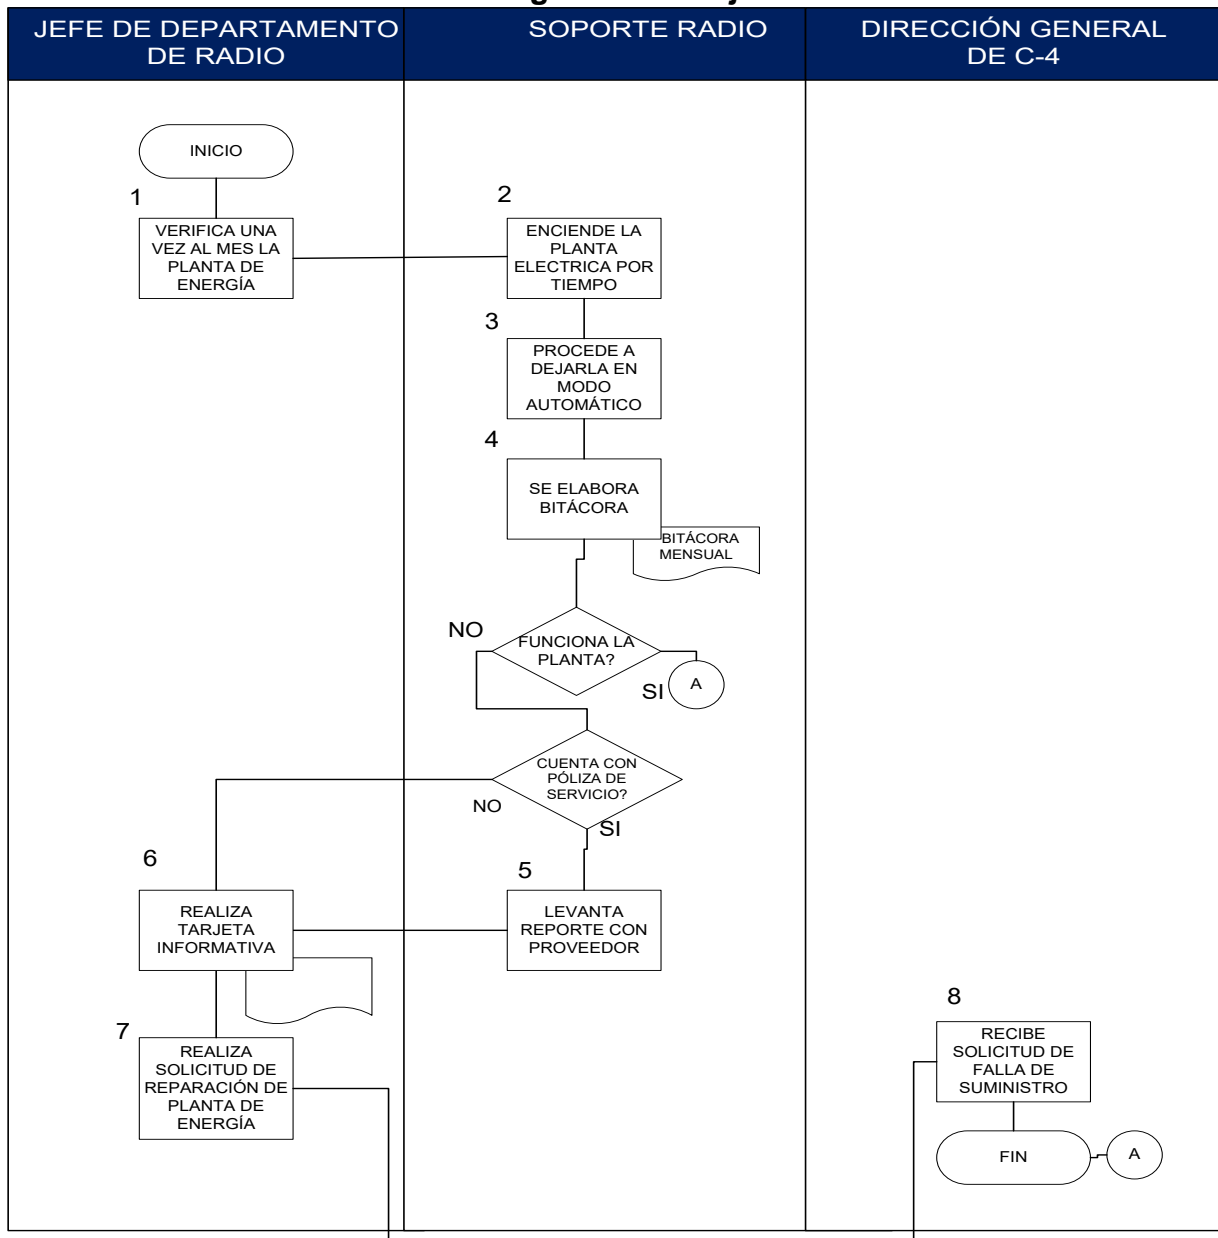 JEFE DE DEPARTAMENTO
DE RADIO
SOPORTE RADIO
DIRECCIÓN GENERAL
DE C-4
INICIO
1
VERIFICA UNA
VEZ AL MES LA
PLANTA DE
ENERGÍA
2
ENCIENDE LA
PLANTA
ELECTRICA POR
TIEMPO
3
PROCEDE A
DEJARLA EN
MODO
AUTOMÁTICO
4
SE ELABORA
BITÁCORA
BITÁCORA
MENSUAL
NO
FUNCIONA LA
PLANTA?
SI
A
CUENTA CON
PÓLIZA DE
SERVICIO?
NO
SI
6
REALIZA
TARJETA
INFORMATIVA
5
LEVANTA
REPORTE CON
PROVEEDOR
7
REALIZA
SOLICITUD DE
REPARACIÓN DE
PLANTA DE
ENERGÍA
8
RECIBE
SOLICITUD DE
FALLA DE
SUMINISTRO
FIN
A